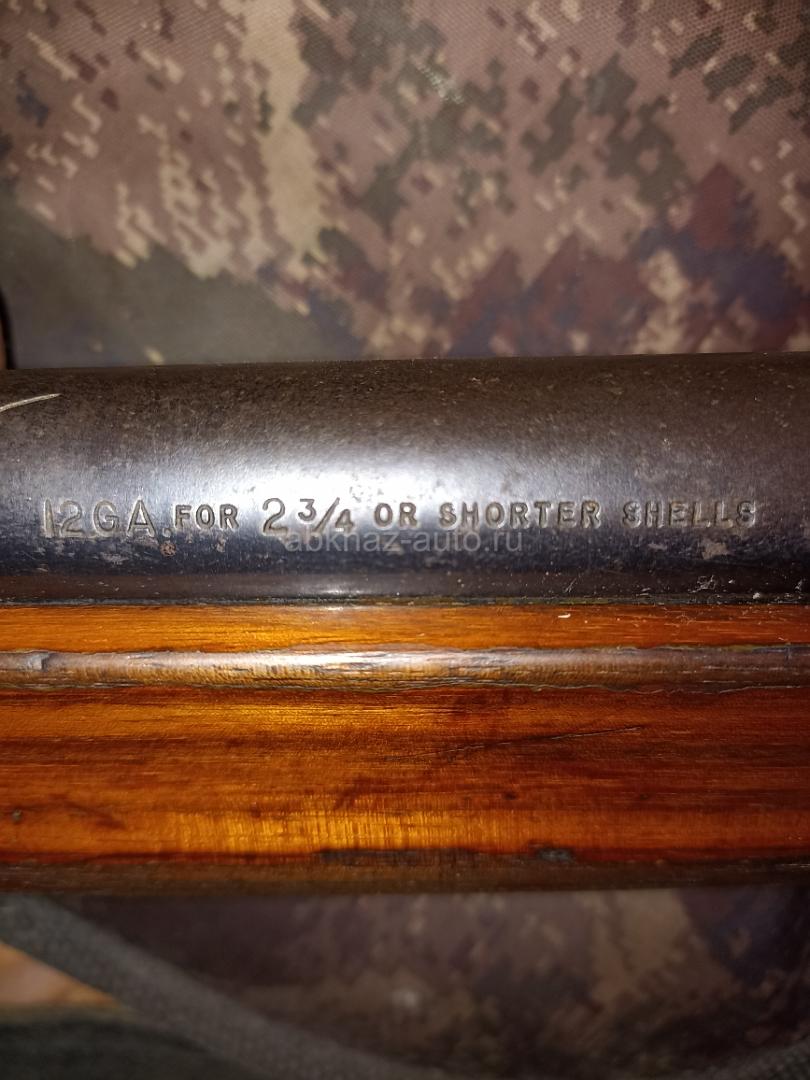 12GA. FOR 2 3/4 OR SHORTER SHELLS
abkhaz-auto.ru